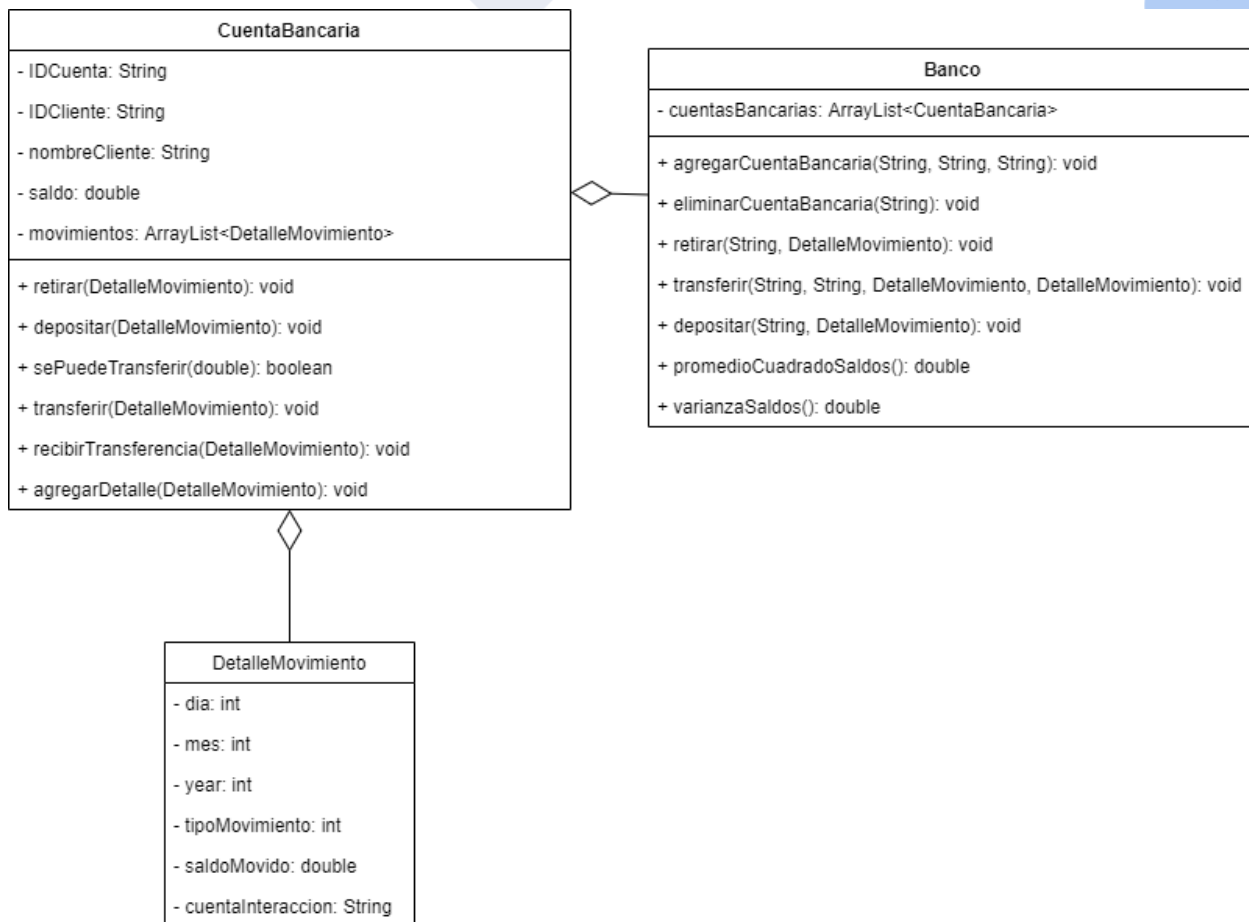 CuentaBancaria
- IDCuenta: String
- IDCliente: String
- nombreCliente: String
- saldo: double
- movimientos: ArrayList<DetalleMovimiento>
+ retirar(DetalleMovimiento): void
+ depositar(DetalleMovimiento): void
+ sePuedeTransferir(double): boolean
+ transferir(DetalleMovimiento): void
+ recibirTransferencia(DetalleMovimiento): void
+ agregarDetalle(DetalleMovimiento): void
Banco
- cuentasBancarias: ArrayList<CuentaBancaria>
+ agregarCuentaBancaria(String, String, String): void
+ eliminarCuentaBancaria(String): void
+ retirar(String, DetalleMovimiento): void
+ transferir(String, String, DetalleMovimiento, DetalleMovimiento): void
+ depositar(String, DetalleMovimiento): void
+ promedioCuadradoSaldos(): double
+ varianzaSaldos(): double
DetalleMovimiento
- dia: int
- mes: int
- year: int
- tipoMovimiento: int
- saldoMovido: double
- cuentaInteraccion: String